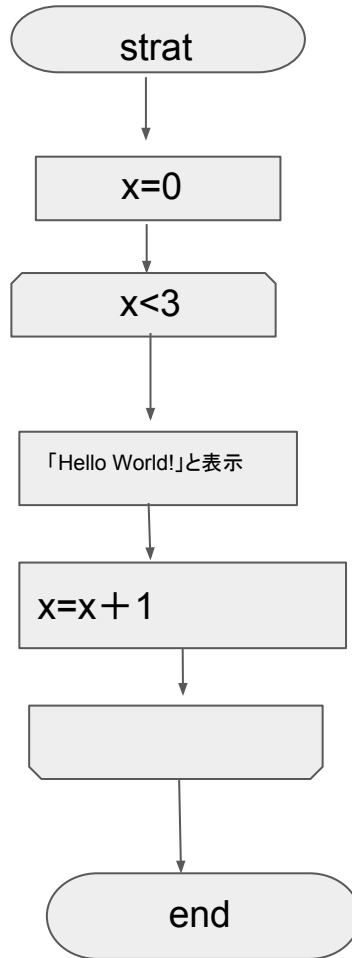 strat
x=0
x<3
「Hello World!」と表示
x=x＋1
end